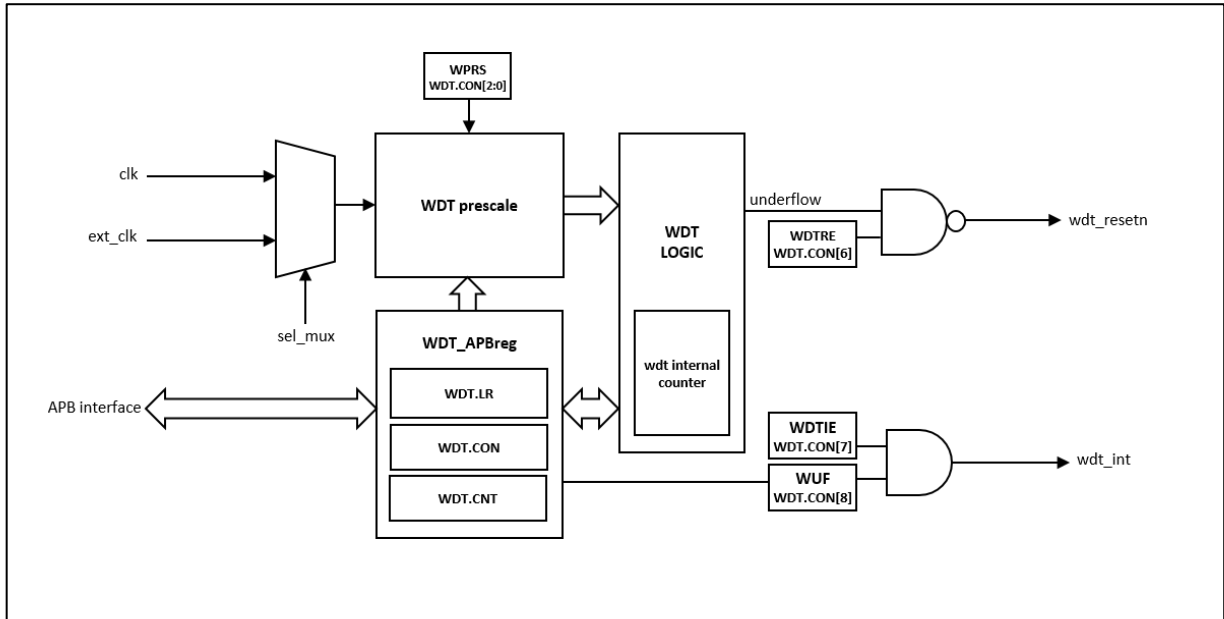 WPRS
WDT.CON[2:0]
clk
ext_clk
sel_mux
WDT prescale
WDT
LOGIC
wdt internal
counter
underflow
WDTRE
WDT.CON[6]
wdt_resetn
WDT_APBreg
WDT.LR
WDT.CON
WDT.CNT
APB interface
WDTIE
WDT.CON[7]
WUF
WDT.CON[8]
wdt_int